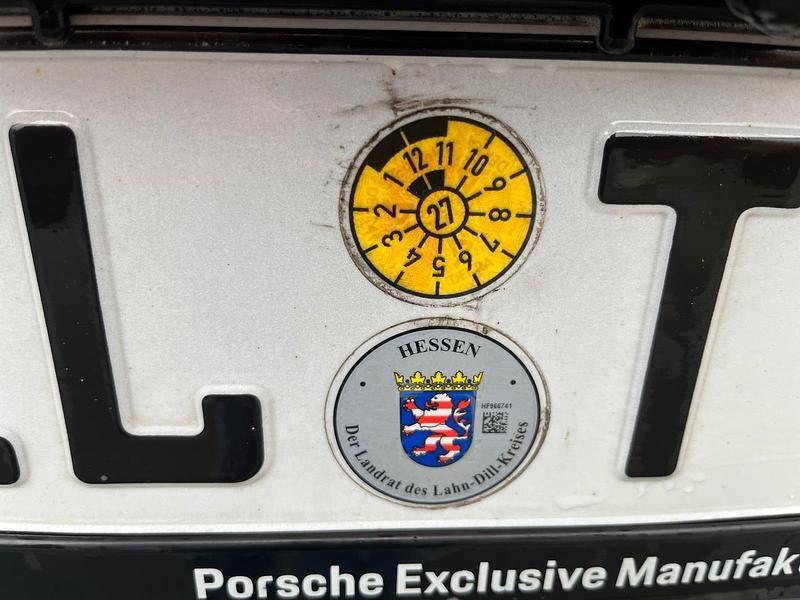 L T
12 11 10
1 9
2 27 8
3 7
4 5 6
HESSEN
HF966741
Der Landrat des Lahn-Dill-Kreises
Porsche Exclusive Manufak